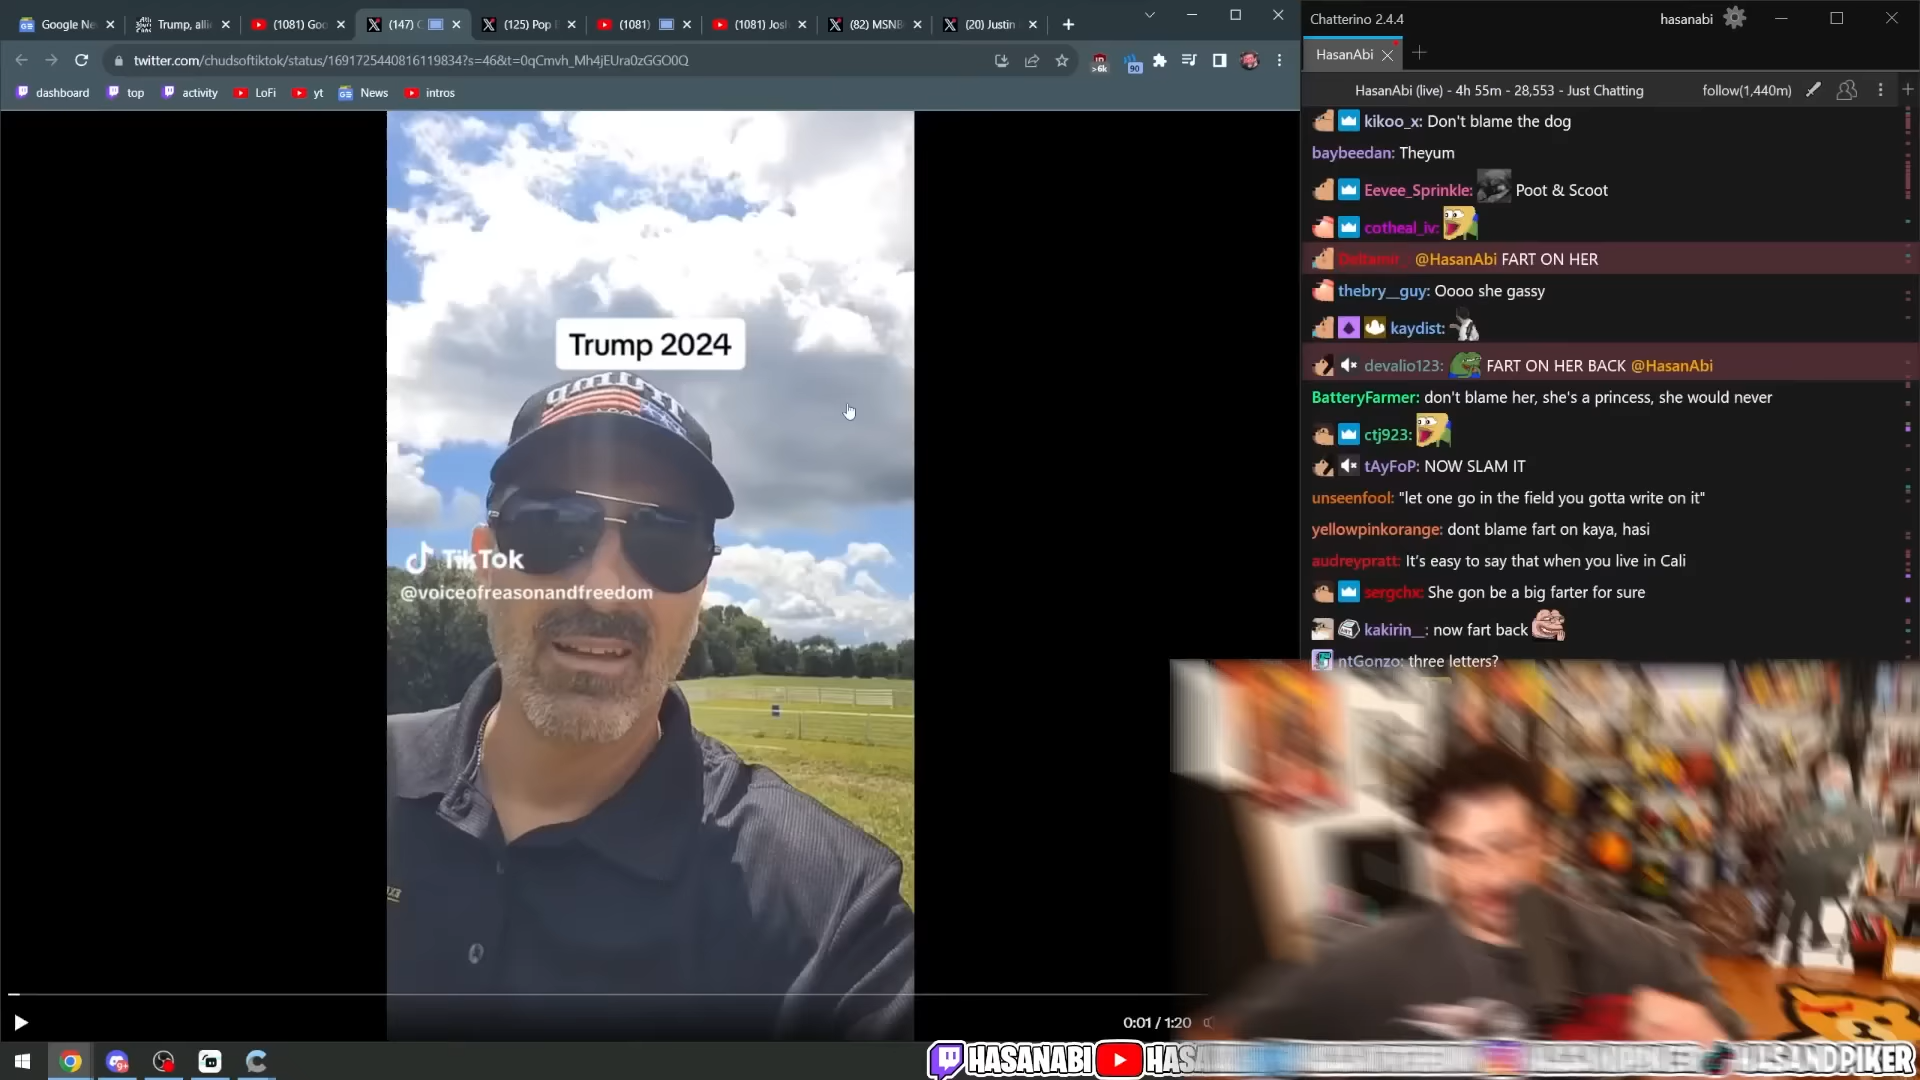 Google Ne
Trump, alli
(1081) Goo
(147) C
(125) Pop
(1081)
(1081) Josl
(82) MSNB
(20) Justin
twitter.com/chudsoftiktok/status/1691725440816119834?s=46&t=0qCmvh_Mh4jEUra0zGGO0Q
>6k
90
dashboard
top
activity
LoFi
yt
News
intros
Trump 2024
Trump
TikTok
@voiceofreasonandfreedom
0:01 / 1:20
Chatterino 2.4.4
hasanabi
HasanAbi
HasanAbi (live) - 4h 55m - 28,553 - Just Chatting
follow(1,440m)
kikoo_x: Don't blame the dog
baybeedan: Theyum
Eevee_Sprinkle: Poot & Scoot
cotheal_iv:
Deltamir_: @HasanAbi FART ON HER
thebry__guy: Oooo she gassy
kaydist:
devalio123: FART ON HER BACK @HasanAbi
BatteryFarmer: don't blame her, she's a princess, she would never
ctj923:
tAyFoP: NOW SLAM IT
unseenfool: "let one go in the field you gotta write on it"
yellowpinkorange: dont blame fart on kaya, hasi
audreypratt: It's easy to say that when you live in Cali
sergchx: She gon be a big farter for sure
kakirin__: now fart back
ntGonzo: three letters?
HASANABI
HAS